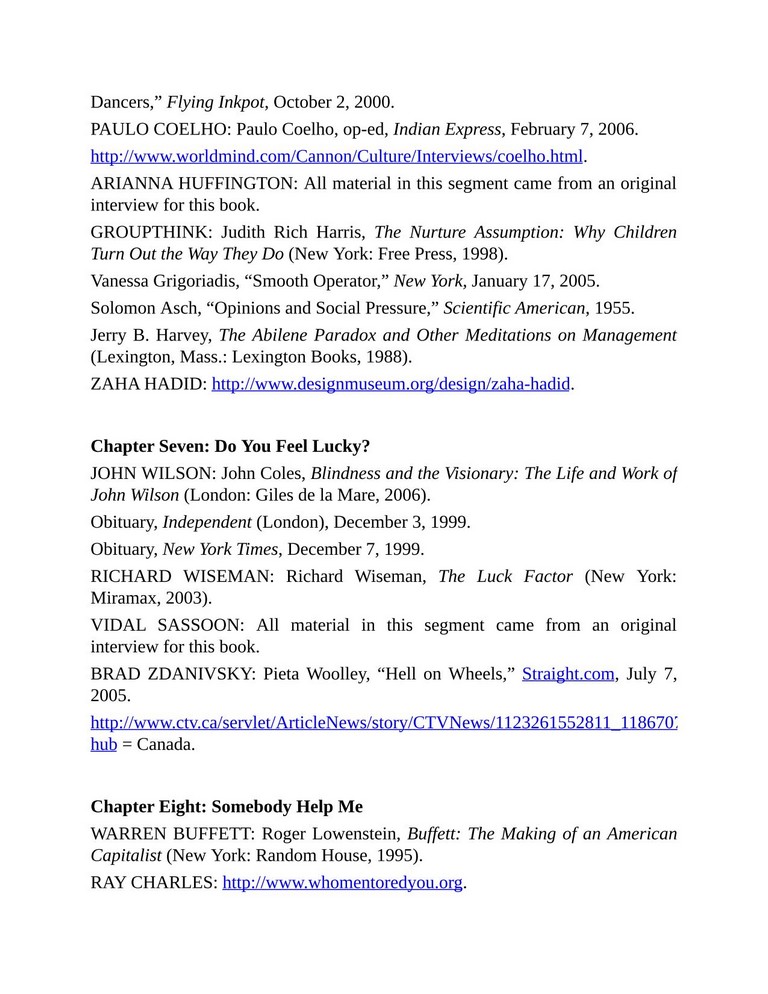 Dancers,” Flying Inkpot, October 2, 2000.
PAULO COELHO: Paulo Coelho, op-ed, Indian Express, February 7, 2006.
http://www.worldmind.com/Cannon/Culture/Interviews/coelho.html.
ARIANNA HUFFINGTON: All material in this segment came from an original
interview for this book.
GROUPTHINK: Judith Rich Harris, The Nurture Assumption: Why Children
Turn Out the Way They Do (New York: Free Press, 1998).
Vanessa Grigoriadis, “Smooth Operator,” New York, January 17, 2005.
Solomon Asch, “Opinions and Social Pressure,” Scientific American, 1955.
Jerry B. Harvey, The Abilene Paradox and Other Meditations on Management
(Lexington, Mass.: Lexington Books, 1988).
ZAHA HADID: http://www.designmuseum.org/design/zaha-hadid.
Chapter Seven: Do You Feel Lucky?
JOHN WILSON: John Coles, Blindness and the Visionary: The Life and Work of
John Wilson (London: Giles de la Mare, 2006).
Obituary, Independent (London), December 3, 1999.
Obituary, New York Times, December 7, 1999.
RICHARD WISEMAN: Richard Wiseman, The Luck Factor (New York:
Miramax, 2003).
VIDAL SASSOON: All material in this segment came from an original
interview for this book.
BRAD ZDANIVSKY: Pieta Woolley, “Hell on Wheels,” Straight.com, July 7,
2005.
http://www.ctv.ca/servlet/ArticleNews/story/CTVNews/1123261552811_1186707
hub = Canada.
Chapter Eight: Somebody Help Me
WARREN BUFFETT: Roger Lowenstein, Buffett: The Making of an American
Capitalist (New York: Random House, 1995).
RAY CHARLES: http://www.whomentoredyou.org.